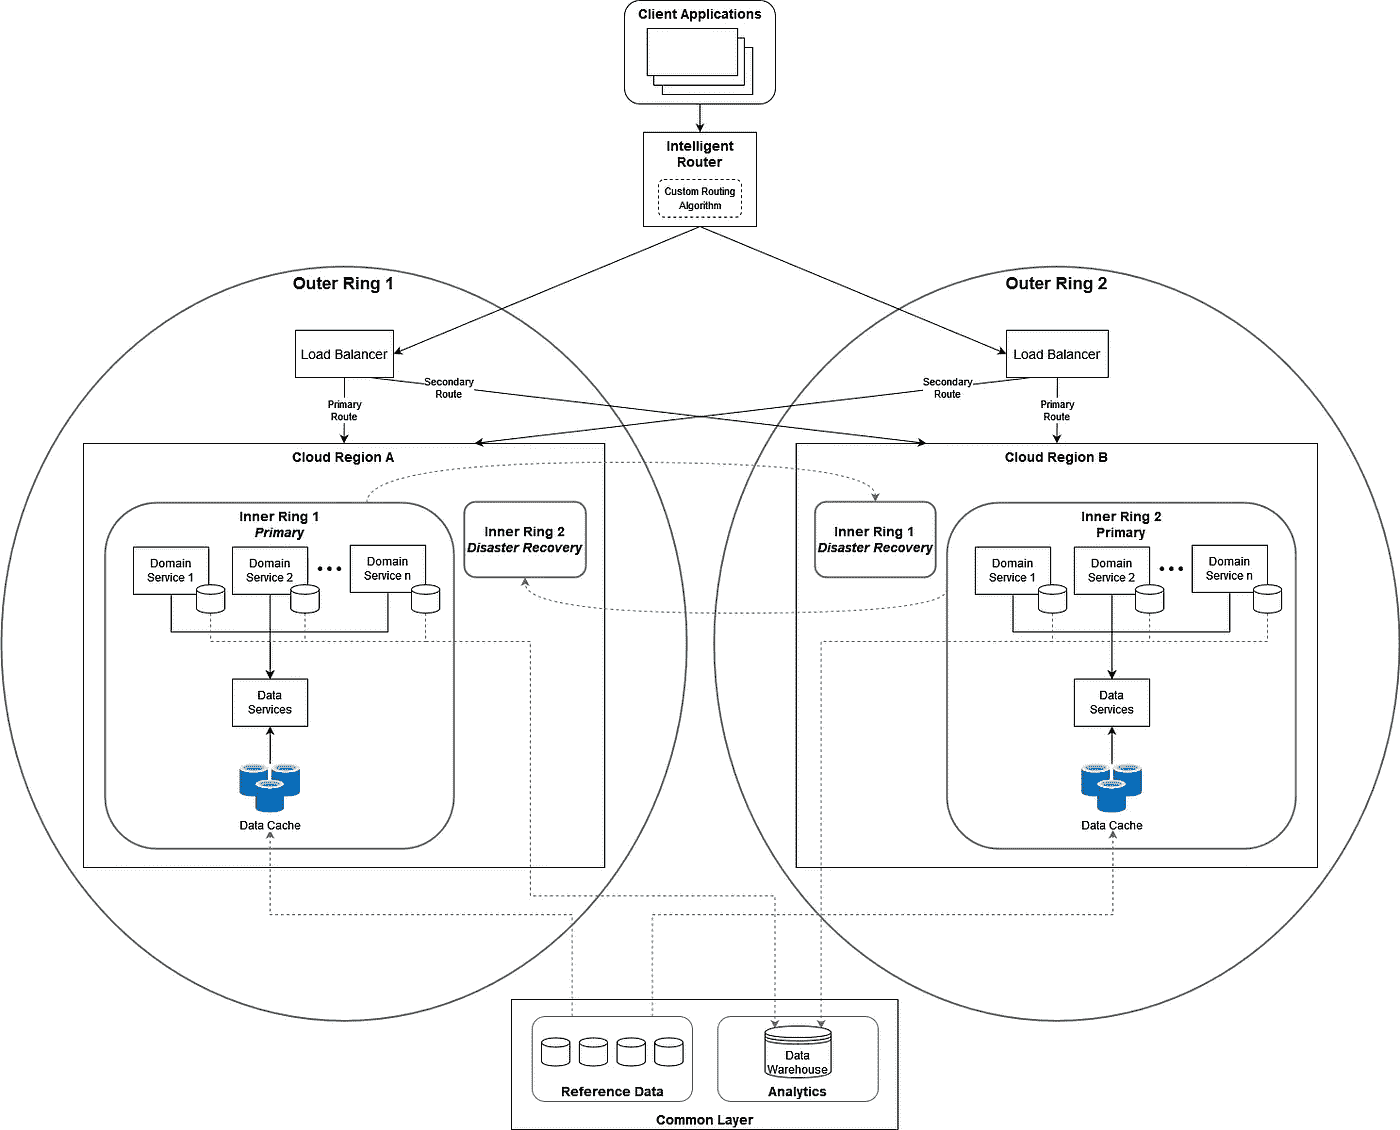 Client Applications
Intelligent
Router
Custom Routing
Algorithm
Outer Ring 1
Outer Ring 2
Load Balancer
Load Balancer
Secondary
Route
Secondary
Route
Primary
Route
Primary
Route
Cloud Region A
Cloud Region B
Inner Ring 1
Primary
Domain
Service 1
Domain
Service 2
Domain
Service n
Inner Ring 2
Disaster Recovery
Data
Services
Data Cache
Inner Ring 1
Disaster Recovery
Inner Ring 2
Primary
Domain
Service 1
Domain
Service 2
Domain
Service n
Data
Services
Data Cache
Reference Data
Data
Warehouse
Analytics
Common Layer